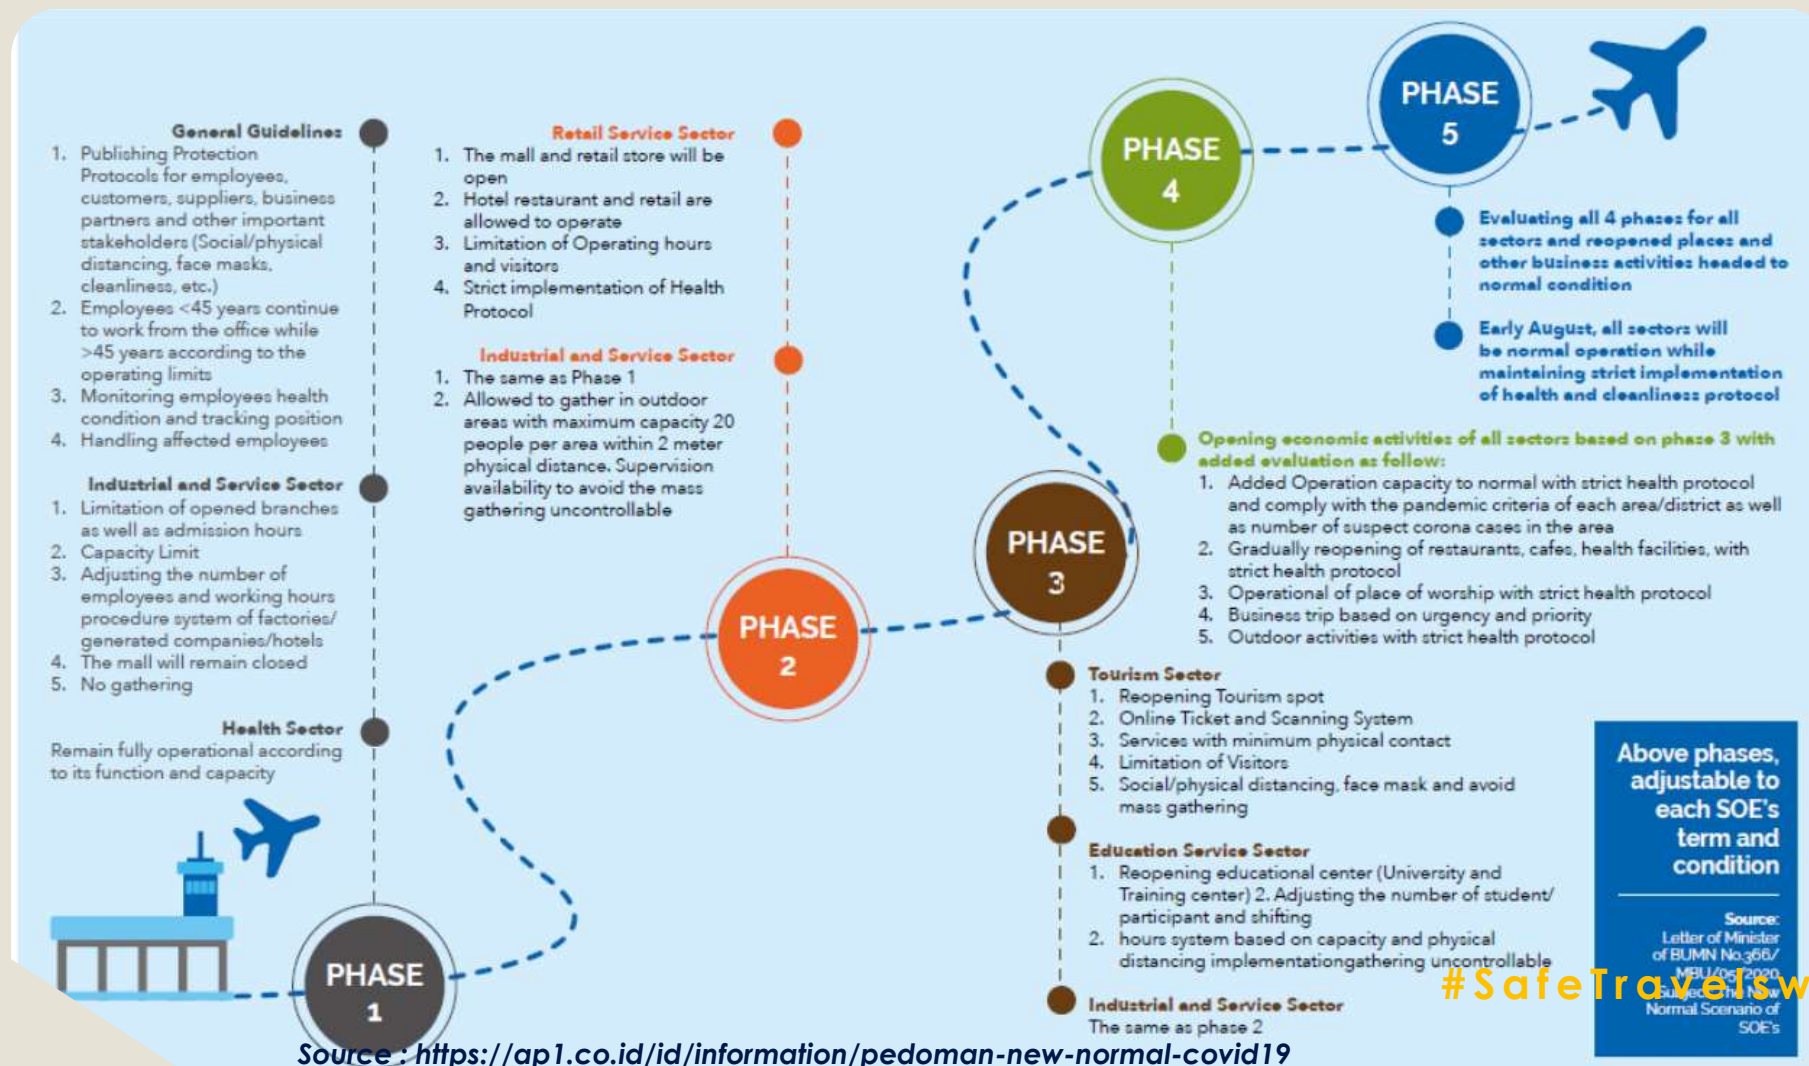 General Guidelines
1. Publishing Protection
Protocols for employees,
customers, suppliers, business
partners and other important
stakeholders (Social/physical
distancing, face masks,
cleanliness, etc.)
2. Employees <45 years continue
to work from the office while
>45 years according to the
operating limits
3. Monitoring employees health
condition and tracking position
4. Handling affected employees
Industrial and Service Sector
1. Limitation of opened branches
as well as admission hours
2. Capacity Limit
3. Adjusting the number of
employees and working hours
procedure system of factories/
generated companies/hotels
4. The mall will remain closed
5. No gathering
Health Sector
Remain fully operational according
to its function and capacity
PHASE
1
Retail Service Sector
1. The mall and retail store will be
open
2. Hotel restaurant and retail are
allowed to operate
3. Limitation of Operating hours
and visitors
4. Strict implementation of Health
Protocol
Industrial and Service Sector
1. The same as Phase 1
2. Allowed to gather in outdoor
areas with maximum capacity 20
people per area within 2 meter
physical distance. Supervision
availability to avoid the mass
gathering uncontrollable
PHASE
2
PHASE
3
Tourism Sector
1. Reopening Tourism spot
2. Online Ticket and Scanning System
3. Services with minimum physical contact
4. Limitation of Visitors
5. Social/physical distancing, face mask and avoid
mass gathering
Education Service Sector
1. Reopening educational center (University and
Training center) 2. Adjusting the number of student/
participant and shifting
2. hours system based on capacity and physical
distancing implementationgathering uncontrollable
Industrial and Service Sector
The same as phase 2
PHASE
4
Opening economic activities of all sectors based on phase 3 with
added evaluation as follow:
1. Added Operation capacity to normal with strict health protocol
and comply with the pandemic criteria of each area/district as well
as number of suspect corona cases in the area
2. Gradually reopening of restaurants, cafes, health facilities, with
strict health protocol
3. Operational of place of worship with strict health protocol
4. Business trip based on urgency and priority
5. Outdoor activities with strict health protocol
PHASE
5
Evaluating all 4 phases for all
sectors and reopened places and
other business activities headed to
normal condition
Early August, all sectors will
be normal operation while
maintaining strict implementation
of health and cleanliness protocol
Above phases,
adjustable to
each SOE's
term and
condition
Source:
Letter of Minister
of BUMN No.366/
MBU/05/2020
Normal Scenario of
SOE's
#SafeTravelsw
Source : https://ap1.co.id/id/information/pedoman-new-normal-covid19